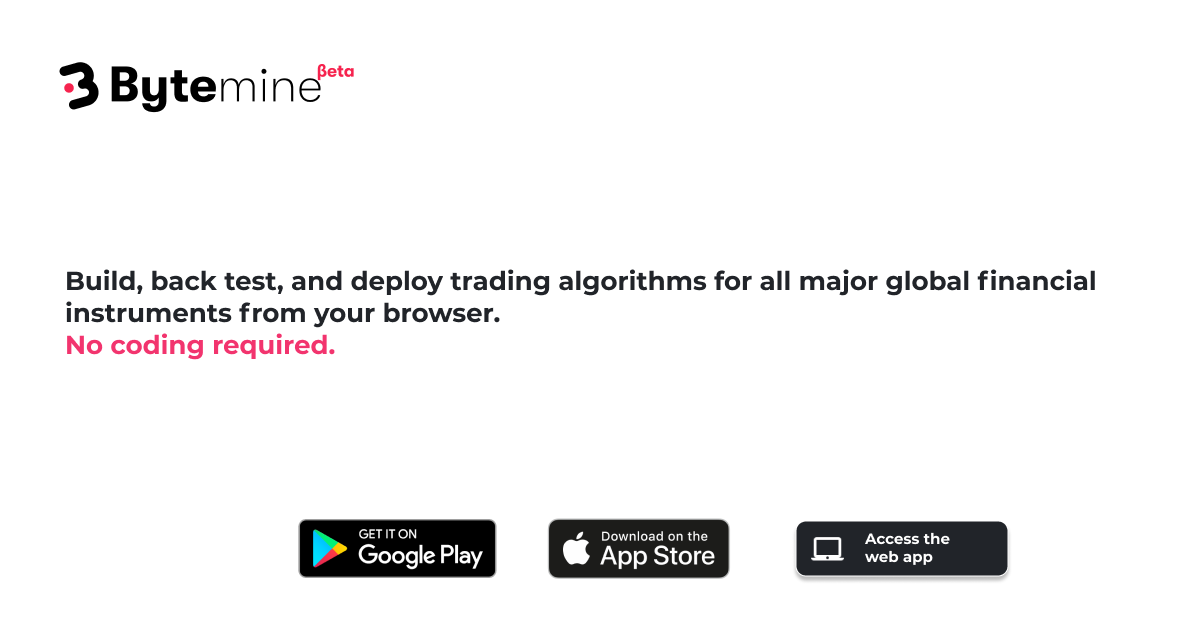 Bytemine βeta
Build, back test, and deploy trading algorithms for all major global financial
instruments from your browser.
No coding required.
GET IT ON
Google Play
Download on the
App Store
Access the
web app